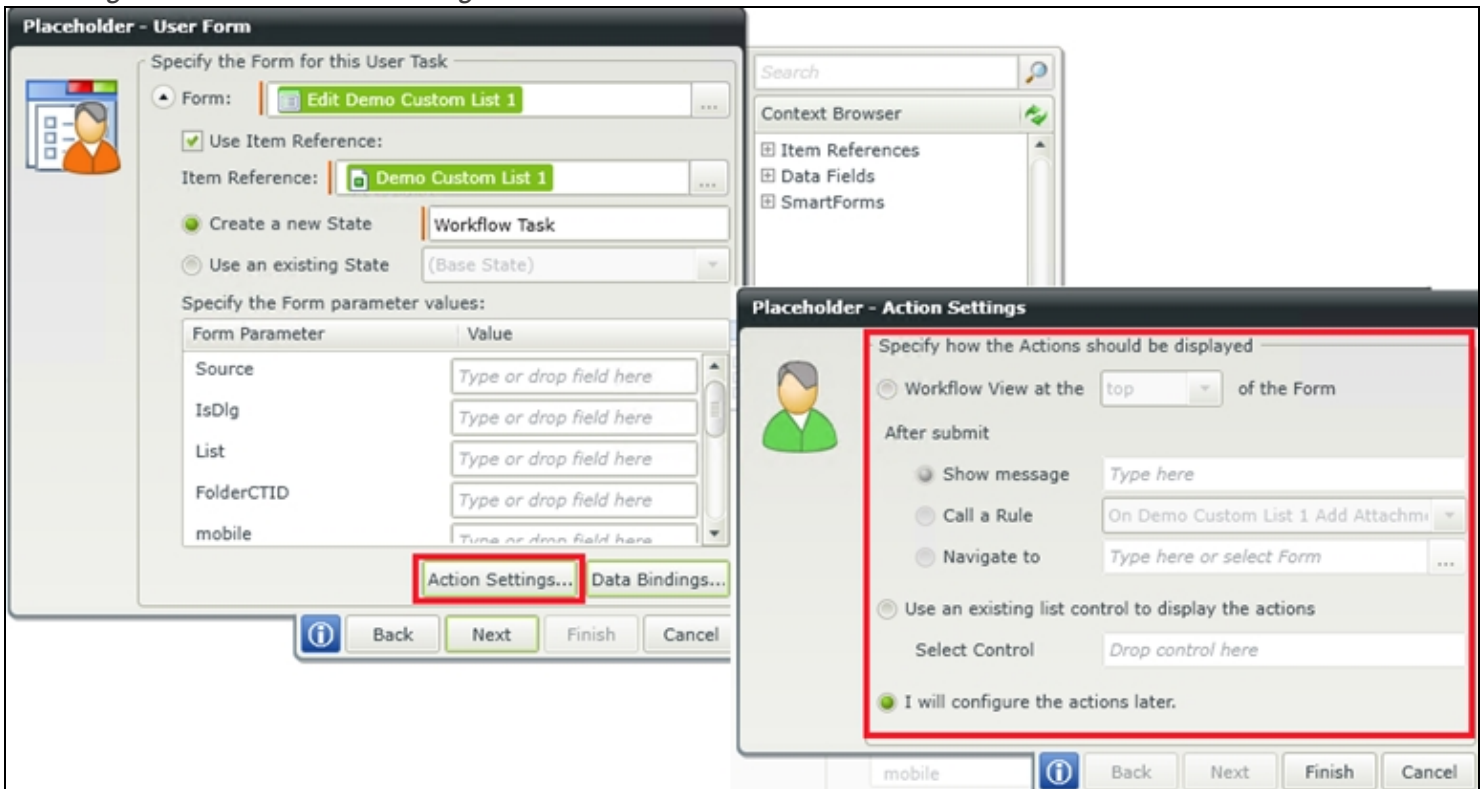 Placeholder - User Form
Specify the Form for this User Task
Form: Edit Demo Custom List 1 ...
Use Item Reference:
Item Reference: Demo Custom List 1 ...
Create a new State Workflow Task
Use an existing State (Base State)
Specify the Form parameter values:
Form Parameter Value
Source Type or drop field here
IsDlg Type or drop field here
List Type or drop field here
FolderCTID Type or drop field here
mobile Type or drop field here
Action Settings... Data Bindings...
Back Next Finish Cancel
Search
Context Browser
Item References
Data Fields
SmartForms
Placeholder - Action Settings
Specify how the Actions should be displayed
Workflow View at the top of the Form
After submit
Show message Type here
Call a Rule On Demo Custom List 1 Add Attachm
Navigate to Type here or select Form ...
Use an existing list control to display the actions
Select Control Drop control here
I will configure the actions later.
mobile
Back Next Finish Cancel